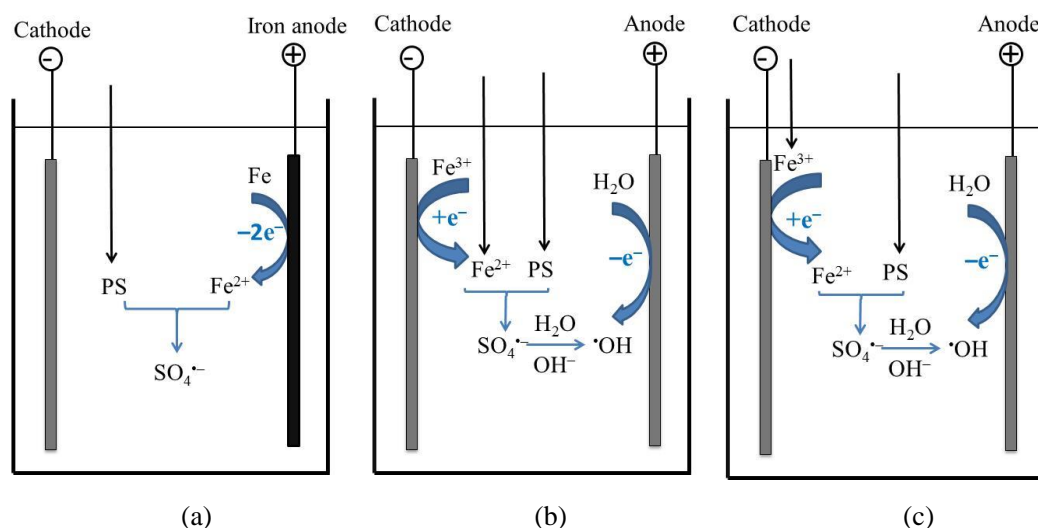 Cathode
Iron anode
-
+
Fe
−2e⁻
PS
Fe²⁺
SO₄•−
(a)
Cathode
Anode
-
+
Fe³⁺
+e⁻
H₂O
−e⁻
Fe²⁺
PS
SO₄•−
H₂O
OH⁻
•OH
(b)
Cathode
Anode
-
+
Fe³⁺
+e⁻
H₂O
−e⁻
Fe²⁺
PS
SO₄•−
H₂O
OH⁻
•OH
(c)